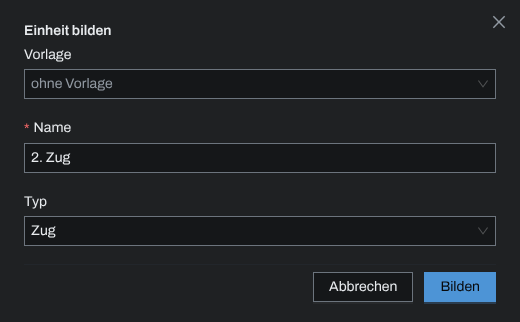 Einheit bilden
Vorlage
ohne Vorlage
* Name
2. Zug
Typ
Zug
Abbrechen Bilden